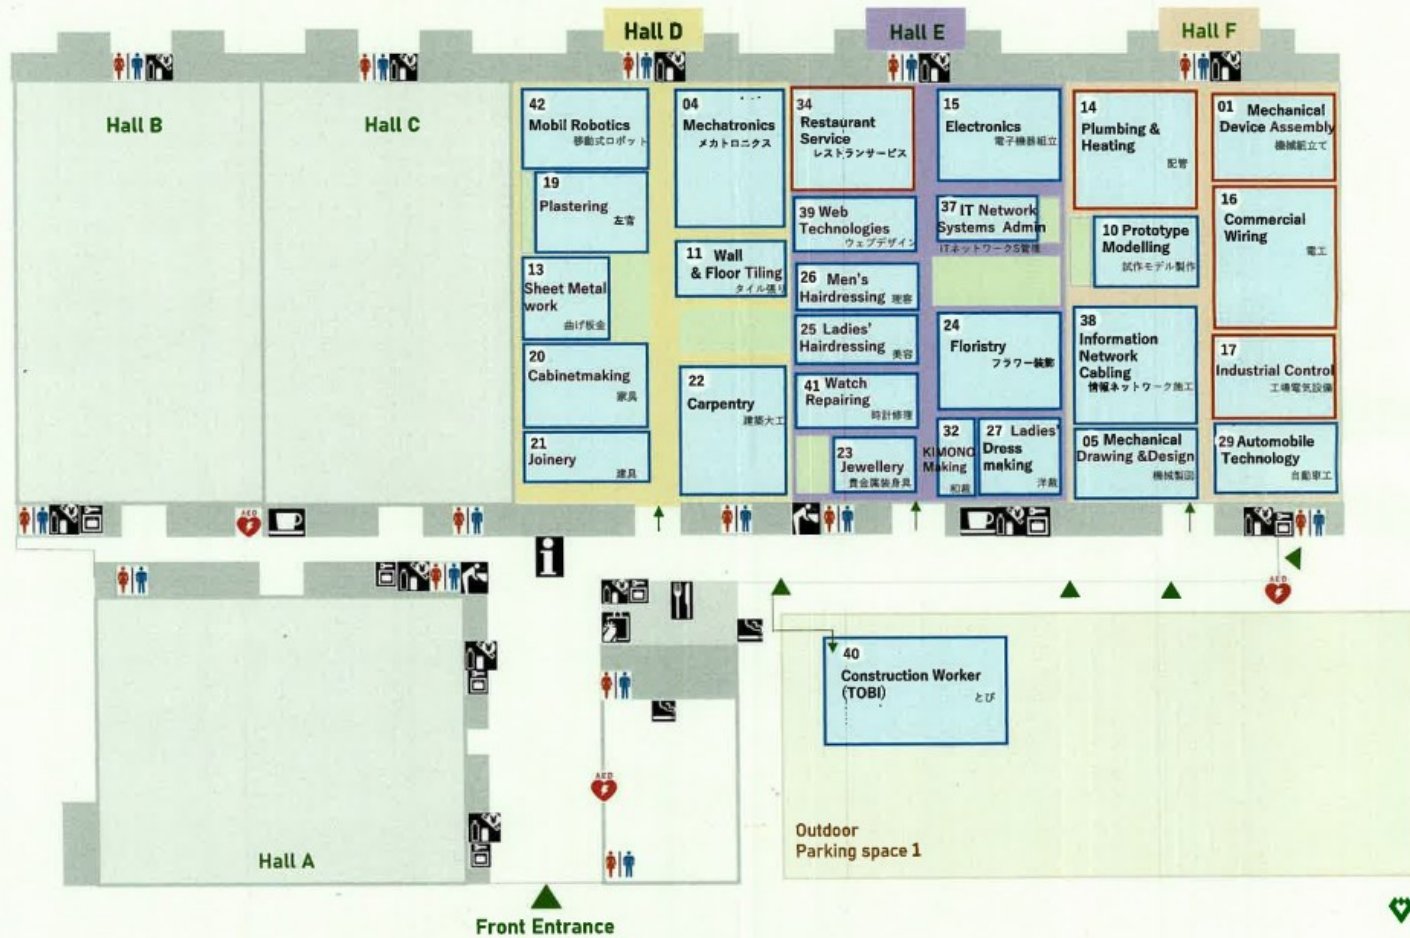 Hall D
Hall E
Hall F
Hall B
Hall C
42
Mobil Robotics
移動式ロボット
19
Plastering
左官
13
Sheet Metal
work
曲げ板金
20
Cabinetmaking
家具
21
Joinery
建具
04
Mechatronics
メカトロニクス
11 Wall
& Floor Tiling
タイル張り
22
Carpentry
建築大工
34
Restaurant
Service
レストランサービス
39 Web
Technologies
ウェブデザイン
26 Men's
Hairdressing 理容
25 Ladies'
Hairdressing 美容
41 Watch
Repairing
時計修理
23
Jewellery
貴金属装身具
15
Electronics
電子機器組立
37 IT Network
Systems Admin
ITネットワークS管理
24
Floristry
フラワー装飾
32
KIMONO
Making
和裁
27 Ladies'
Dress
making
洋裁
14
Plumbing &
Heating
配管
10 Prototype
Modelling
試作モデル製作
38
Information
Network
Cabling
情報ネットワーク施工
05 Mechanical
Drawing &Design
機械製図
01 Mechanical
Device Assembly
機械組立て
16
Commercial
Wiring
電工
17
Industrial Control
工場電気設備
29 Automobile
Technology
自動車工
AED
i
AED
40
Construction Worker
(TOBI)
とび
AED
Outdoor
Parking space 1
Hall A
Front Entrance